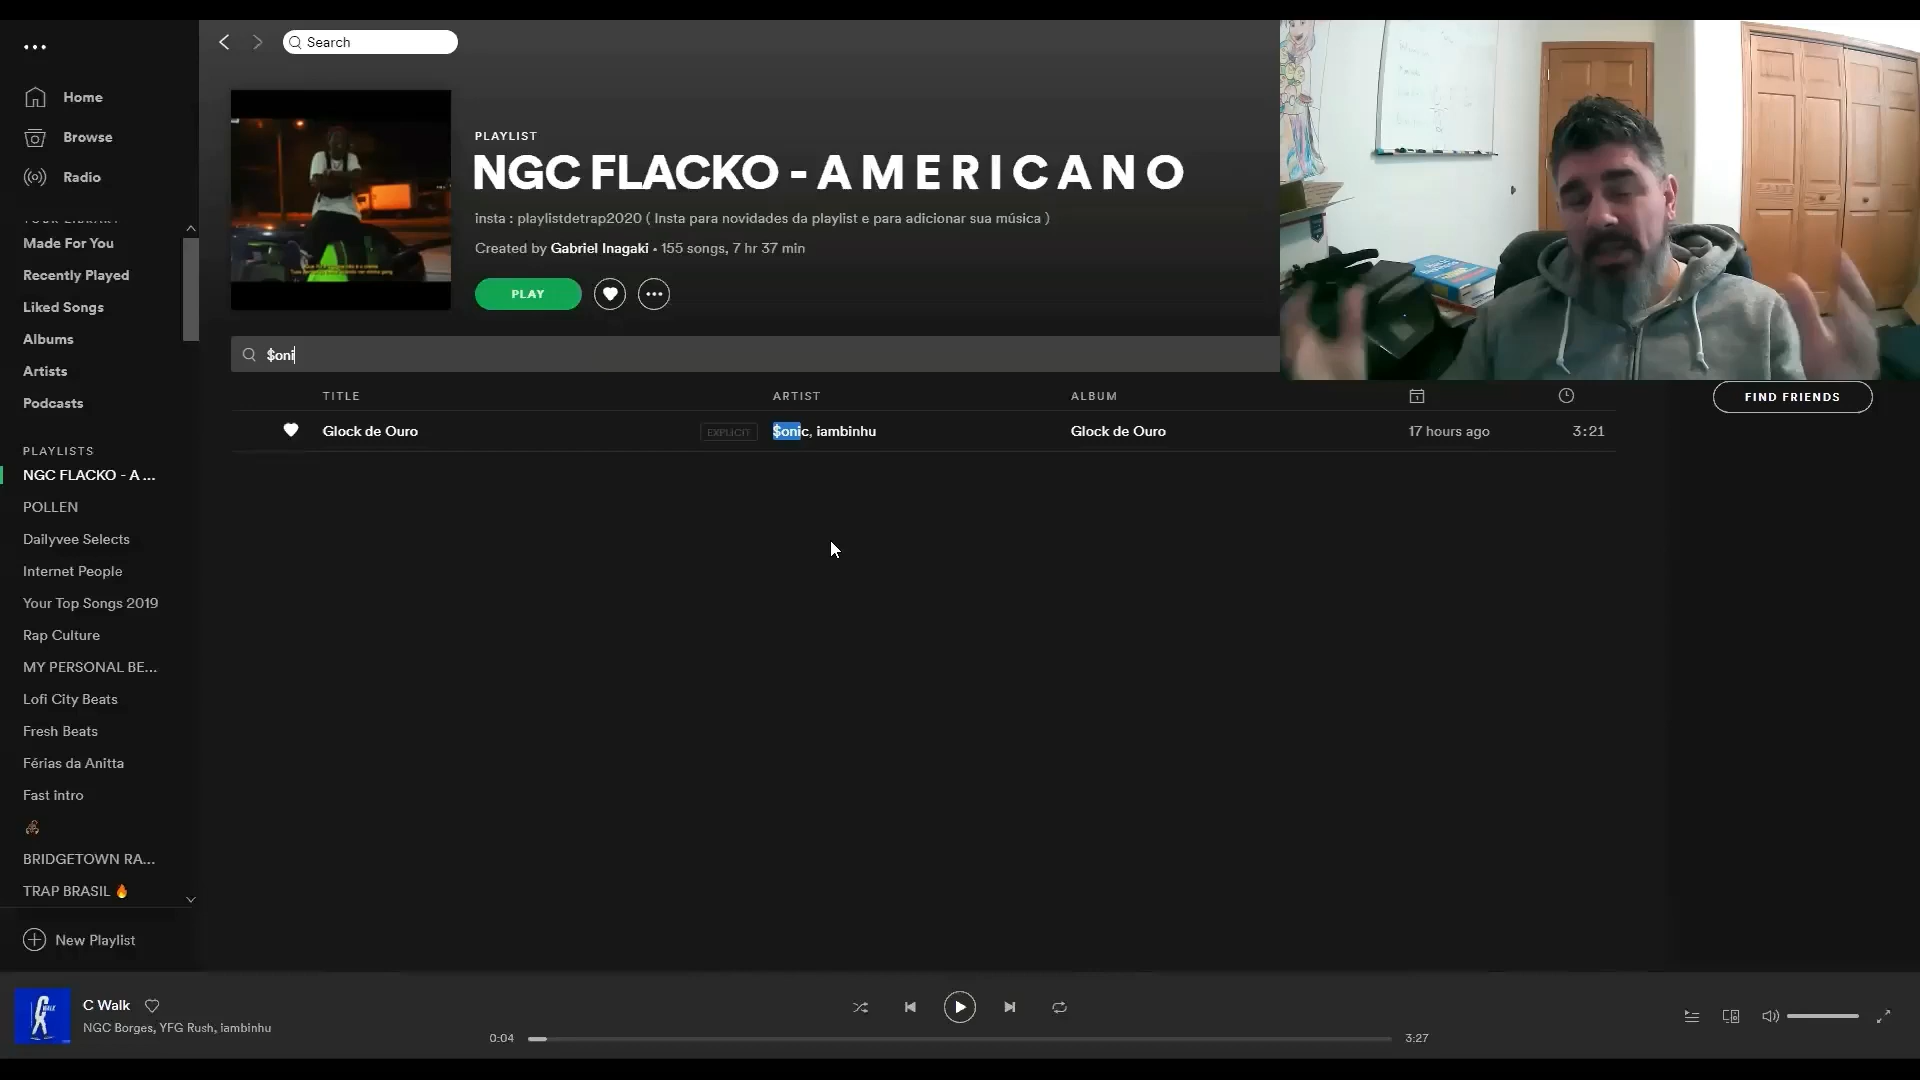 Search
Home
Browse
Radio
YOUR LIBRARY
Made For You
Recently Played
Liked Songs
Albums
Artists
Podcasts
PLAYLISTS
NGC FLACKO - A ...
POLLEN
Dailyvee Selects
Internet People
Your Top Songs 2019
Rap Culture
MY PERSONAL BE...
Lofi City Beats
Fresh Beats
Férias da Anitta
Fast intro
BRIDGETOWN RA...
TRAP BRASIL 🔥
New Playlist
PLAYLIST
NGC FLACKO - A M E R I C A N O
insta : playlistdetrap2020 ( Insta para novidades da playlist e para adicionar sua música )
Created by Gabriel Inagaki • 155 songs, 7 hr 37 min
PLAY
$oni
TITLE ARTIST ALBUM
Glock de Ouro EXPLICIT $onic, iambinhu Glock de Ouro 17 hours ago 3:21
FIND FRIENDS
C Walk
NGC Borges, YFG Rush, iambinhu
0:04 3:27